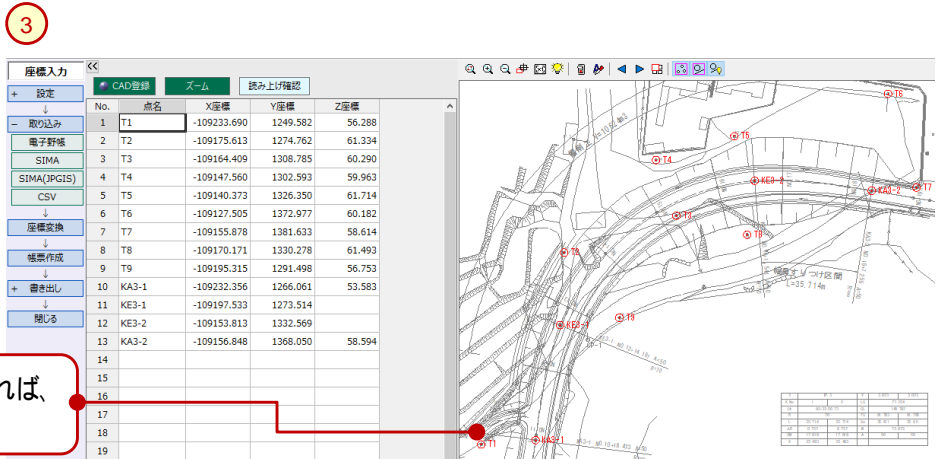 3
座標入力
<<
CAD登録 ズーム 読み上げ確認
+ 設定
↓
− 取り込み
電子野帳
SIMA
SIMA(JPGIS)
CSV
↓
座標変換
↓
帳票作成
↓
+ 書き出し
↓
閉じる
No. 点名 X座標 Y座標 Z座標
1 T1 -109233.690 1249.582 56.288
2 T2 -109175.613 1274.762 61.334
3 T3 -109164.409 1308.785 60.290
4 T4 -109147.560 1302.593 59.963
5 T5 -109140.373 1326.350 61.714
6 T6 -109127.505 1372.977 60.182
7 T7 -109155.878 1381.633 58.614
8 T8 -109170.171 1330.278 61.493
9 T9 -109195.315 1291.498 56.753
10 KA3-1 -109232.356 1266.061 53.583
11 KE3-1 -109197.533 1273.514
12 KE3-2 -109153.813 1332.569
13 KA3-2 -109156.848 1368.050 58.594
14
15
16
17
18
19
れば、
T6
T5
T4
KE3-2
KA3-2
T7
T3
T2
幅員すりつけ区間
L=35.714m
KE3-1
T1
KA3-1